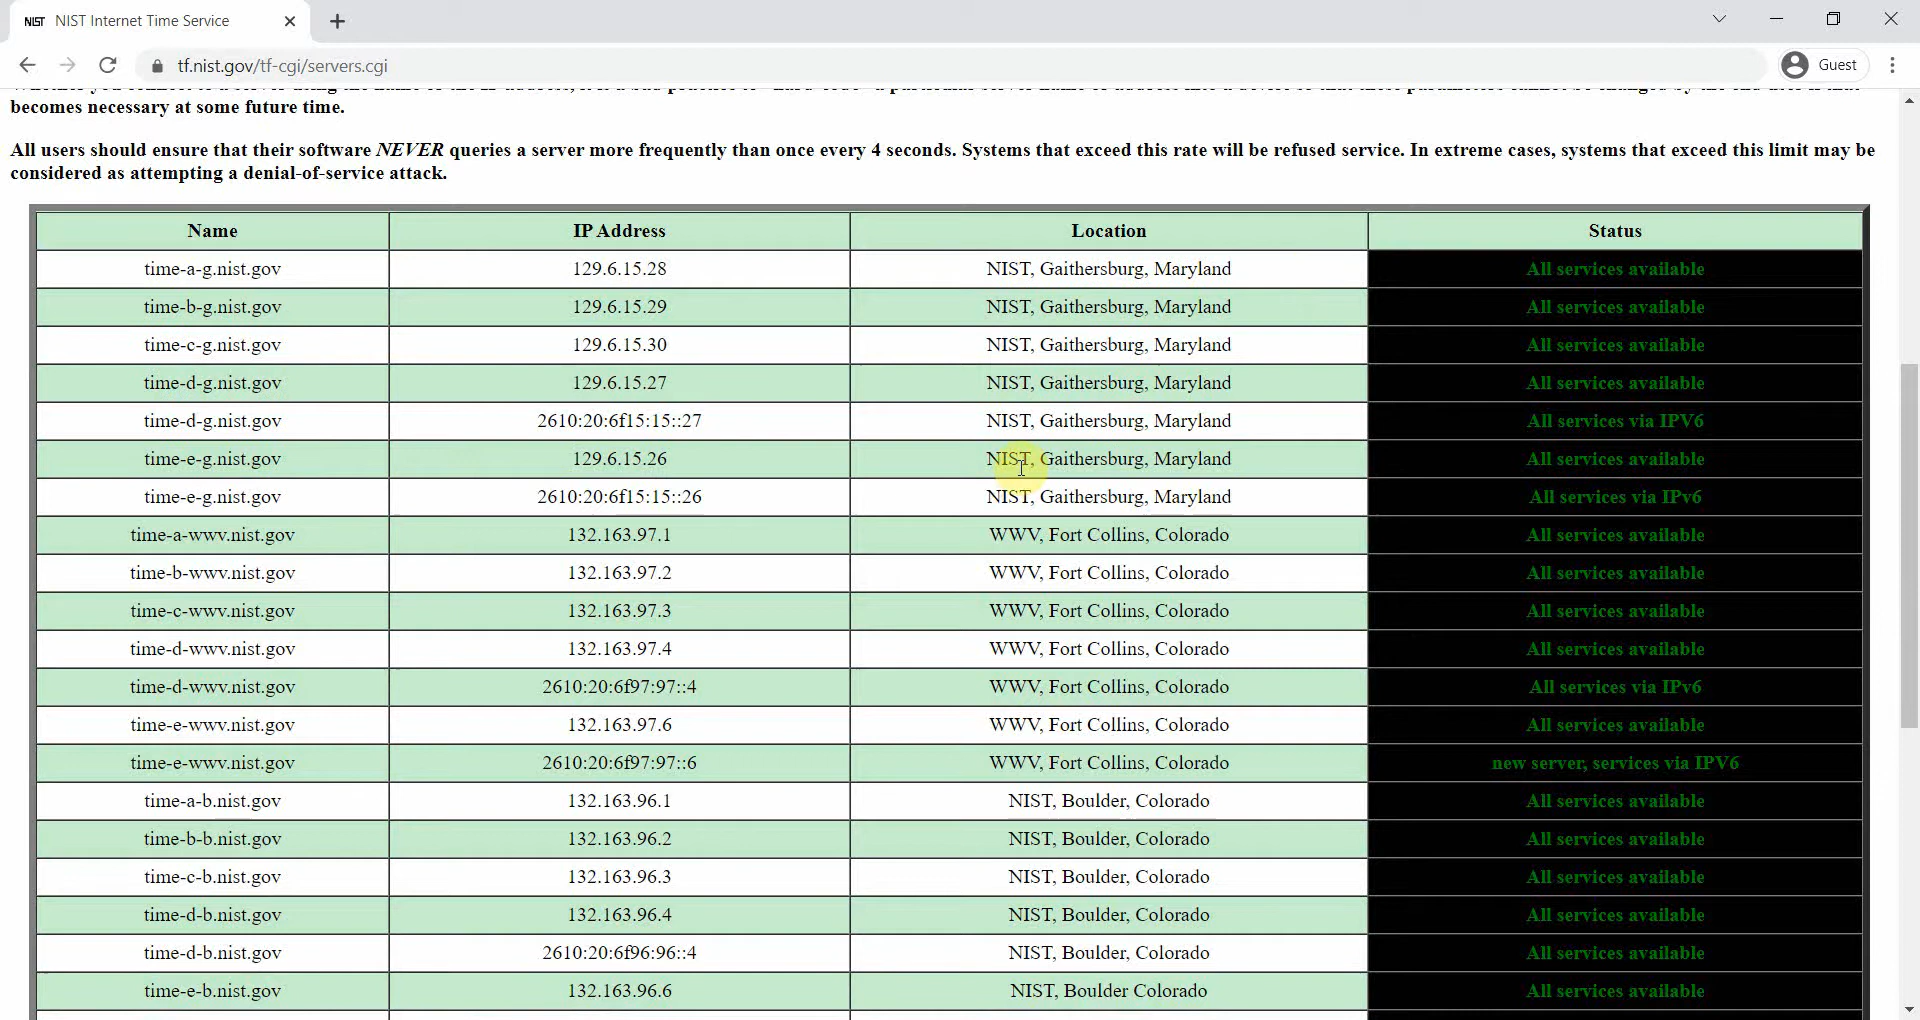 NIST NIST Internet Time Service
tf.nist.gov/tf-cgi/servers.cgi
Guest
becomes necessary at some future time.
All users should ensure that their software NEVER queries a server more frequently than once every 4 seconds. Systems that exceed this rate will be refused service. In extreme cases, systems that exceed this limit may be
considered as attempting a denial-of-service attack.
Name IP Address Location Status
time-a-g.nist.gov 129.6.15.28 NIST, Gaithersburg, Maryland All services available
time-b-g.nist.gov 129.6.15.29 NIST, Gaithersburg, Maryland All services available
time-c-g.nist.gov 129.6.15.30 NIST, Gaithersburg, Maryland All services available
time-d-g.nist.gov 129.6.15.27 NIST, Gaithersburg, Maryland All services available
time-d-g.nist.gov 2610:20:6f15:15::27 NIST, Gaithersburg, Maryland All services via IPV6
time-e-g.nist.gov 129.6.15.26 NIST, Gaithersburg, Maryland All services available
time-e-g.nist.gov 2610:20:6f15:15::26 NIST, Gaithersburg, Maryland All services via IPv6
time-a-wwv.nist.gov 132.163.97.1 WWV, Fort Collins, Colorado All services available
time-b-wwv.nist.gov 132.163.97.2 WWV, Fort Collins, Colorado All services available
time-c-wwv.nist.gov 132.163.97.3 WWV, Fort Collins, Colorado All services available
time-d-wwv.nist.gov 132.163.97.4 WWV, Fort Collins, Colorado All services available
time-d-wwv.nist.gov 2610:20:6f97:97::4 WWV, Fort Collins, Colorado All services via IPv6
time-e-wwv.nist.gov 132.163.97.6 WWV, Fort Collins, Colorado All services available
time-e-wwv.nist.gov 2610:20:6f97:97::6 WWV, Fort Collins, Colorado new server, services via IPV6
time-a-b.nist.gov 132.163.96.1 NIST, Boulder, Colorado All services available
time-b-b.nist.gov 132.163.96.2 NIST, Boulder, Colorado All services available
time-c-b.nist.gov 132.163.96.3 NIST, Boulder, Colorado All services available
time-d-b.nist.gov 132.163.96.4 NIST, Boulder, Colorado All services available
time-d-b.nist.gov 2610:20:6f96:96::4 NIST, Boulder, Colorado All services available
time-e-b.nist.gov 132.163.96.6 NIST, Boulder Colorado All services available